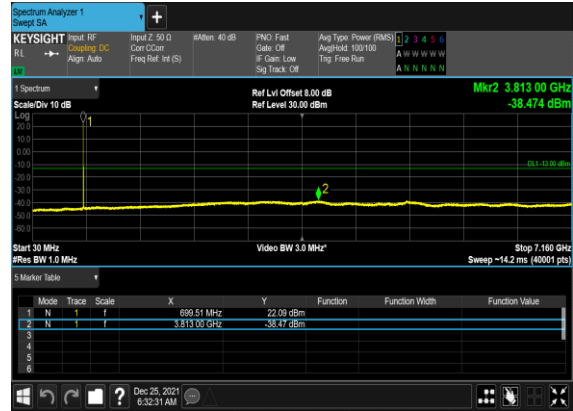 Spectrum Analyzer 1
Swept SA
+
KEYSIGHT Input: RF Input Z: 50 Ω #Atten: 40 dB PNO: Fast Avg Type: Power (RMS) 1 2 3 4 5 6
RL Coupling: DC Corr CCorr Gate: Off Avg|Hold: 100/100 A W W W W W
Align: Auto Freq Ref: Int (S) IF Gain: Low Trig: Free Run
LXI Sig Track: Off A N N N N N
1 Spectrum Ref Lvl Offset 8.00 dB Mkr2 3.813 00 GHz
Scale/Div 10 dB Ref Level 30.00 dBm -38.474 dBm
Log
1
20.0
10.0
0.00
-10.0
DL1 -13.00 dBm
-20.0
-30.0
2
-40.0
-50.0
-60.0
Start 30 MHz Video BW 3.0 MHz* Stop 7.160 GHz
#Res BW 1.0 MHz Sweep ~14.2 ms (40001 pts)
5 Marker Table
Mode Trace Scale X Y Function Function Width Function Value
1 N 1 f 699.51 MHz 22.09 dBm
2 N 1 f 3.813 00 GHz -38.47 dBm
3
4
5
6
? Dec 25, 2021
6:32:31 AM